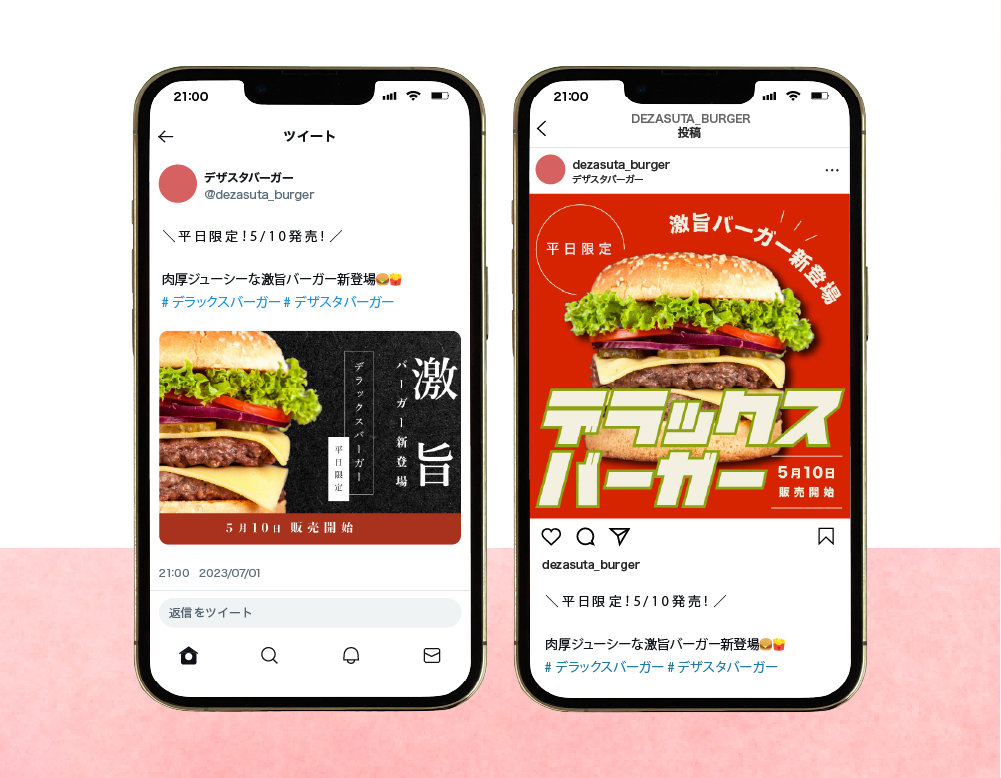 21:00
ツイート
デザスタバーガー
@dezasuta_burger
＼平日限定！5/10発売！／
肉厚ジューシーな激旨バーガー新登場🍔🍟
# デラックスバーガー # デザスタバーガー
激旨
バーガー新登場
デラックスバーガー
平日限定
5月10日 販売開始
21:00 2023/07/01
返信をツイート
21:00
DEZASUTA_BURGER
投稿
dezasuta_burger
デザスタバーガー
平日限定
激旨バーガー新登場
デラックス
バーガー
5月10日
販売開始
dezasuta_burger
＼平日限定！5/10発売！／
肉厚ジューシーな激旨バーガー新登場🍔🍟
# デラックスバーガー # デザスタバーガー